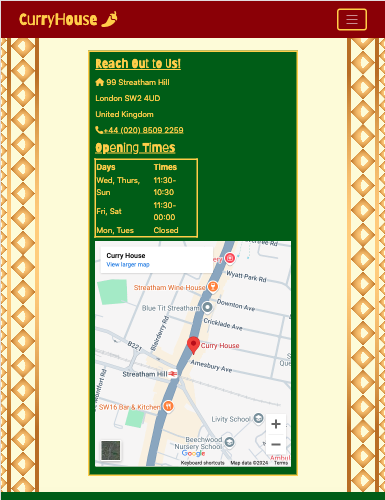 CurryHouse
Reach Out to Us!
99 Streatham Hill
London SW2 4UD
United Kingdom
+44 (020) 8509 2259
Opening Times
Days Times
Wed, Thurs, Sun 11:30-10:30
Fri, Sat 11:30-00:00
Mon, Tues Closed
Curry House
View larger map
Wyatt Park Rd
Streatham Wine House
Downton Ave
Blue Tit Streatham
Cricklade Ave
B221
Curry House
Amesbury Ave
Streatham Hill
SW16 Bar & Kitchen
Livity School
Beechwood
Nursery School
Google
Keyboard shortcuts Map data ©2024 Terms